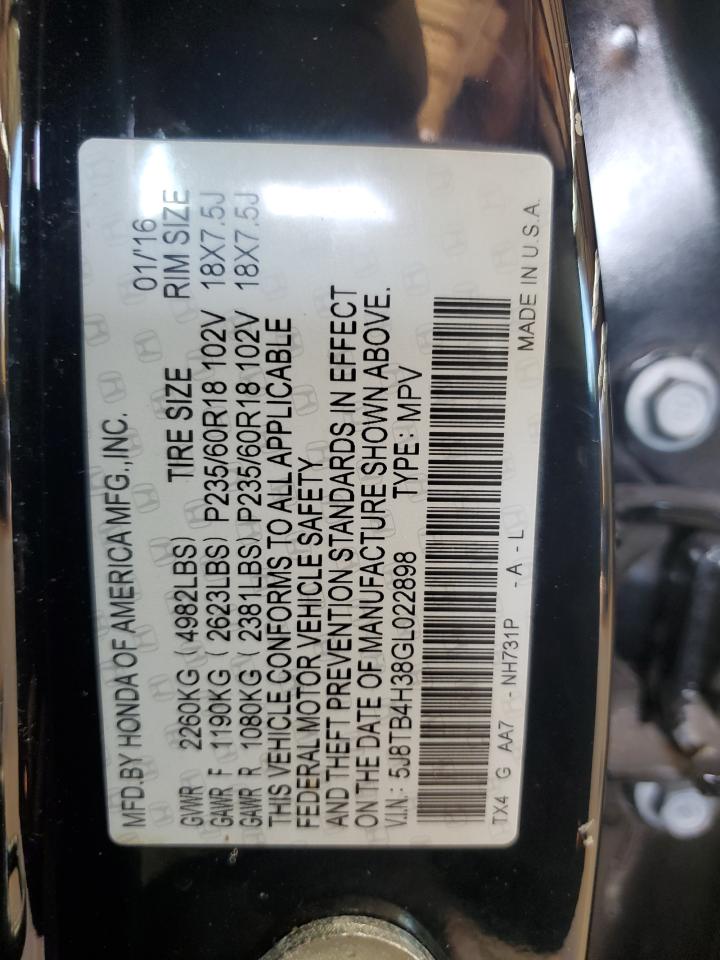 MFD.BY HONDA OF AMERICA MFG.,INC. 01/'16
GVWR 2260KG ( 4982LBS) TIRE SIZE RIM SIZE
GAWR F 1190KG ( 2623LBS) P235/60R18 102V 18X7.5J
GAWR R 1080KG ( 2381LBS) P235/60R18 102V 18X7.5J
THIS VEHICLE CONFORMS TO ALL APPLICABLE
FEDERAL MOTOR VEHICLE SAFETY
AND THEFT PREVENTION STANDARDS IN EFFECT
ON THE DATE OF MANUFACTURE SHOWN ABOVE.
V.I.N.: 5J8TB4H38GL022898 TYPE: MPV
TX4 G AA7 - NH731P - A - L MADE IN U.S.A.